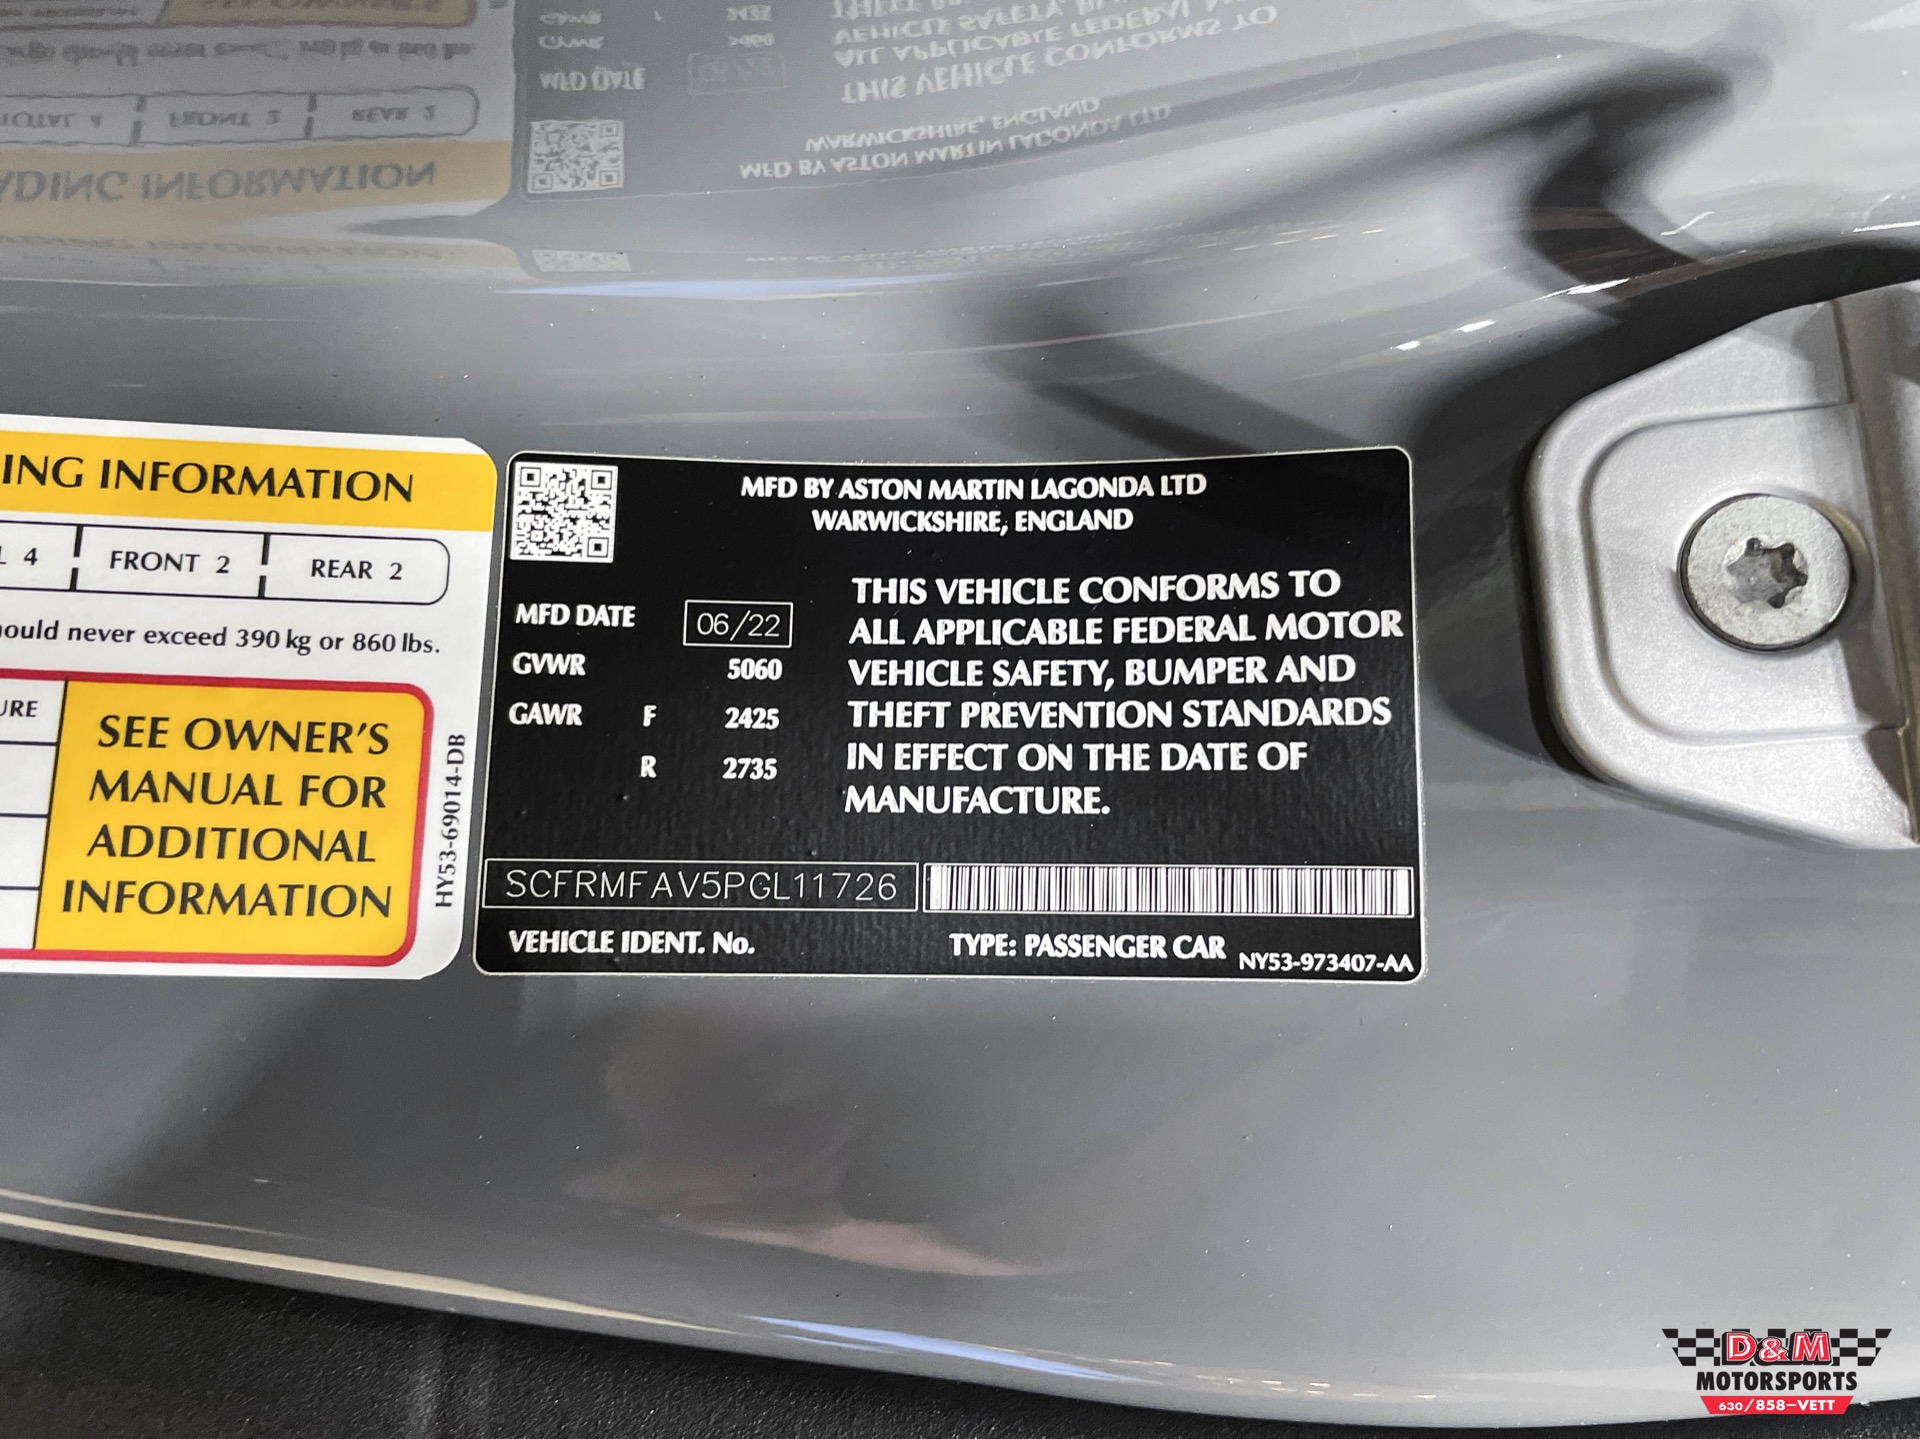 ING INFORMATION
L 4 FRONT 2 REAR 2
ould never exceed 390 kg or 860 lbs.
URE
SEE OWNER'S
MANUAL FOR
ADDITIONAL
INFORMATION
HY53-69014-DB
MFD BY ASTON MARTIN LAGONDA LTD
WARWICKSHIRE, ENGLAND
MFD DATE 06/22
GVWR 5060
GAWR F 2425
R 2735
THIS VEHICLE CONFORMS TO
ALL APPLICABLE FEDERAL MOTOR
VEHICLE SAFETY, BUMPER AND
THEFT PREVENTION STANDARDS
IN EFFECT ON THE DATE OF
MANUFACTURE.
SCFRMFAV5PGL11726
VEHICLE IDENT. No. TYPE: PASSENGER CAR NY53-973407-AA
D&M
MOTORSPORTS
630/858-VETT